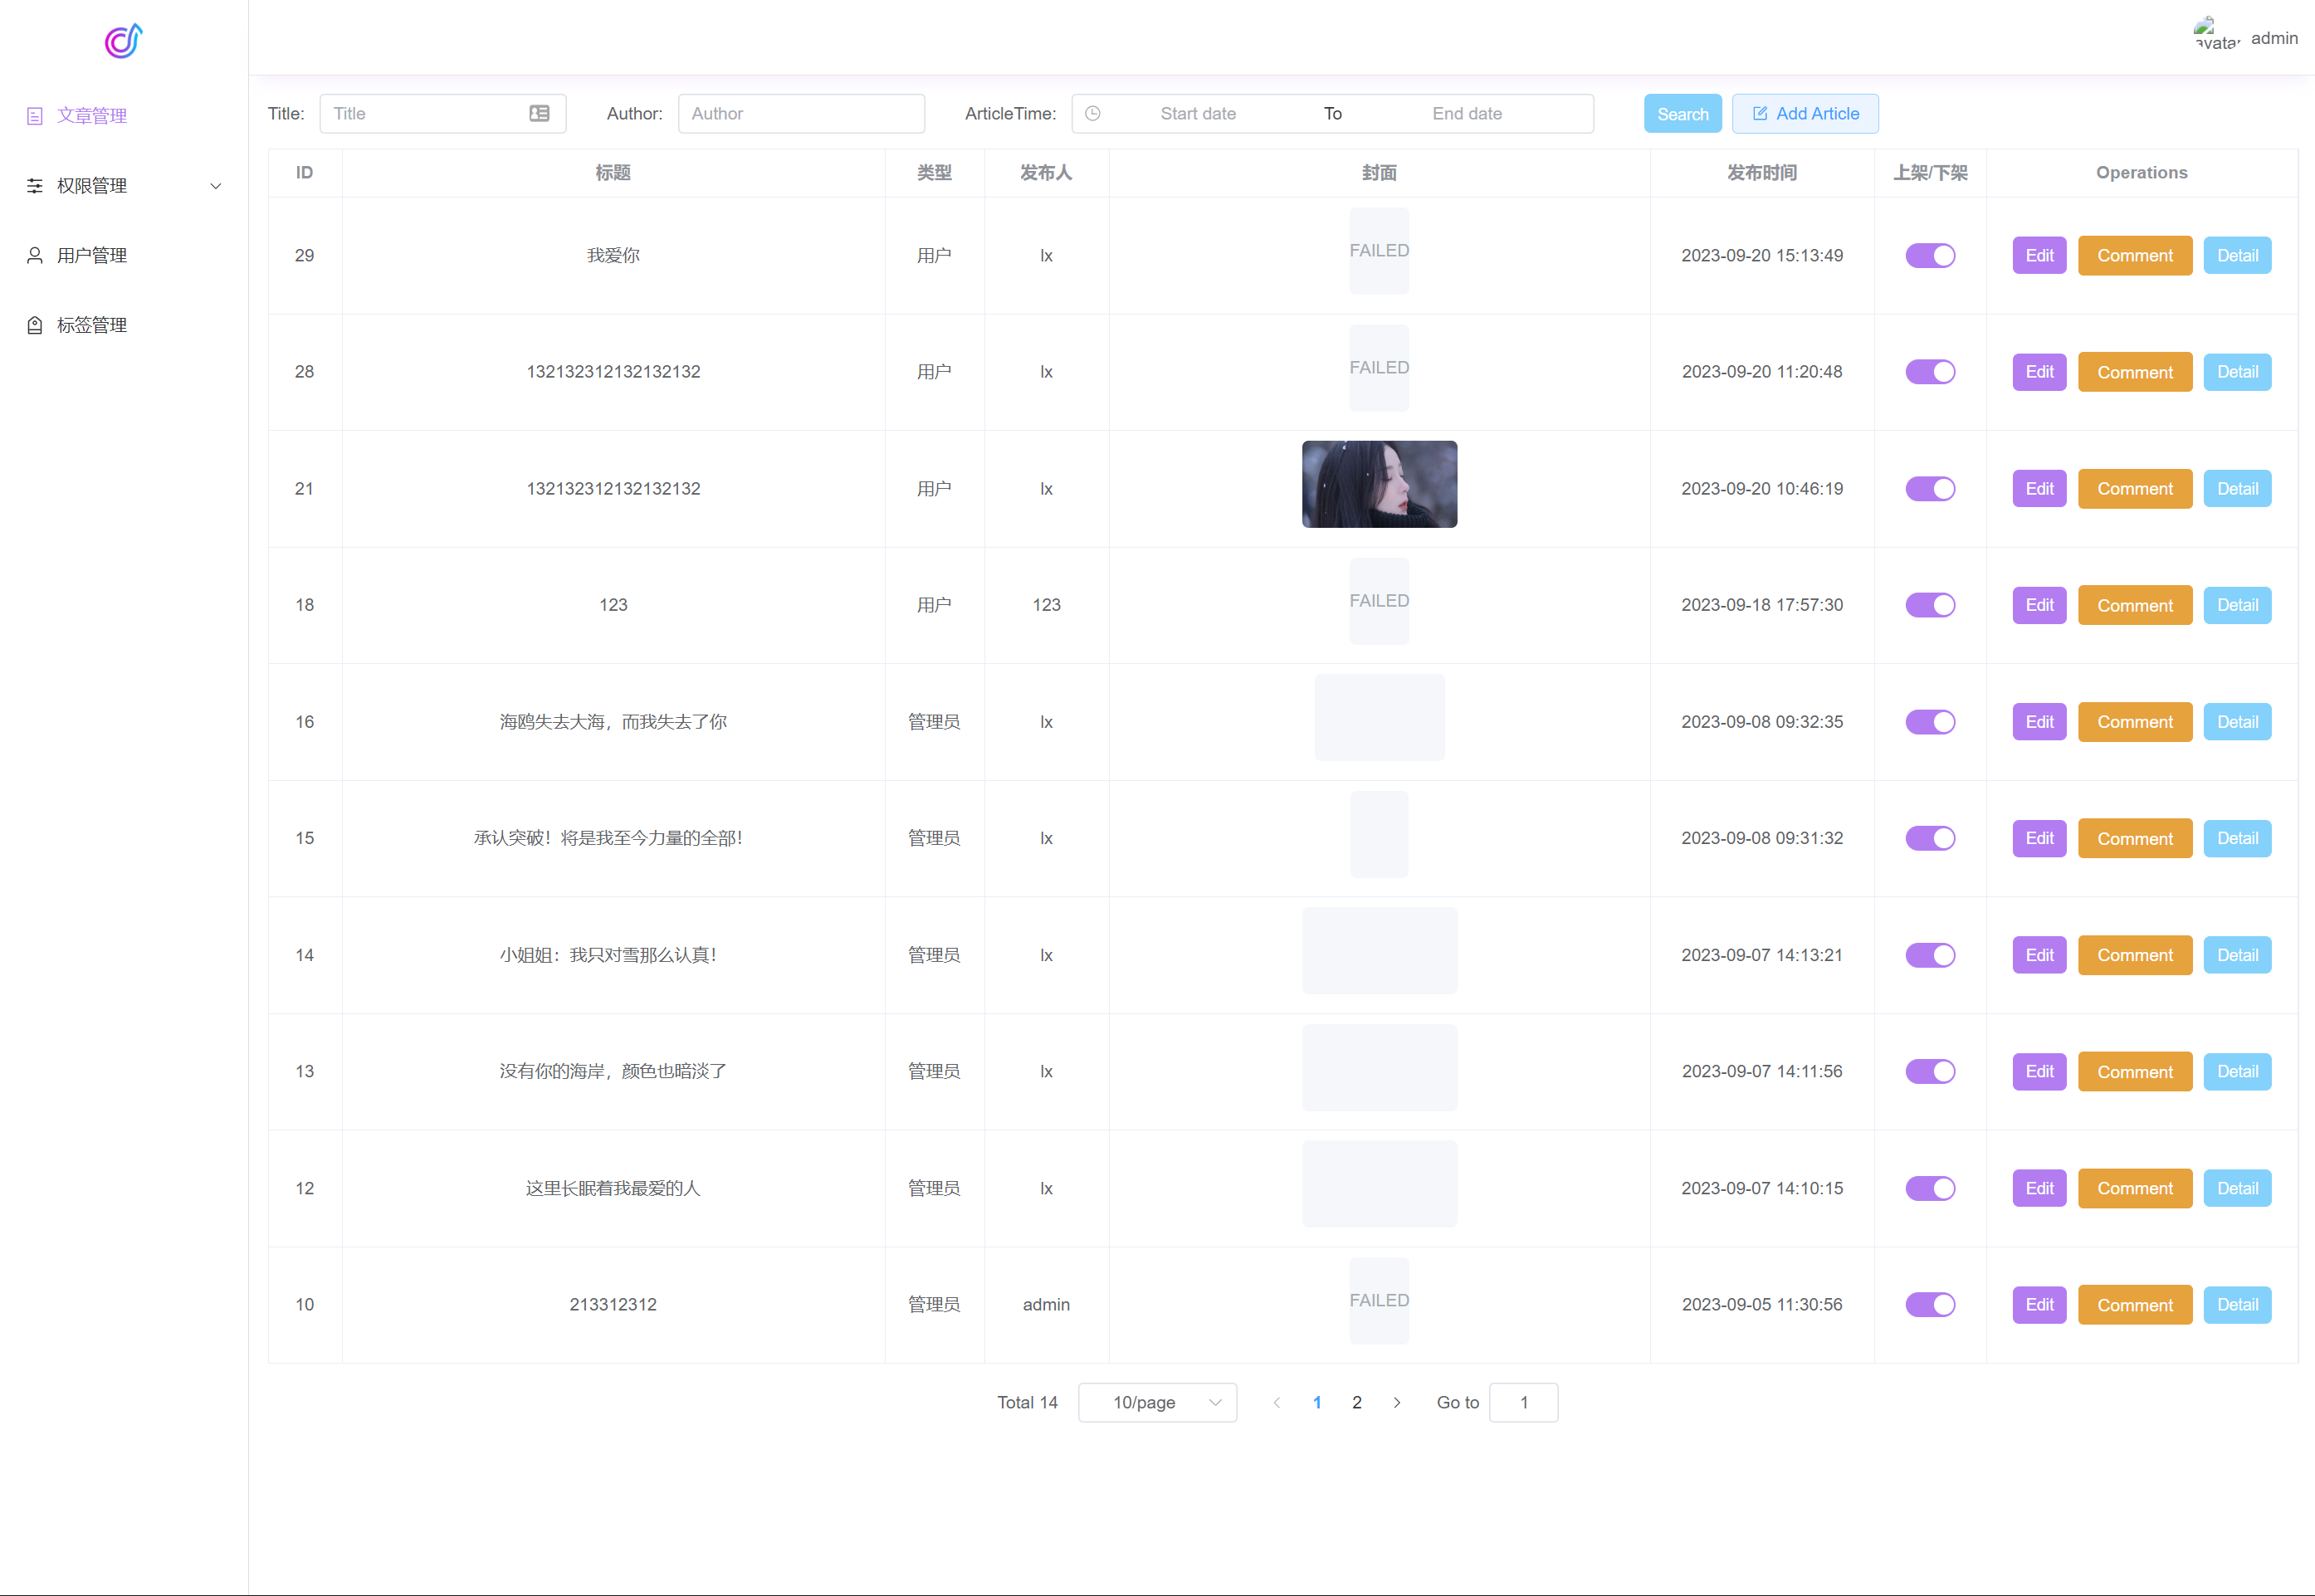 avatar admin
文章管理
权限管理
用户管理
标签管理
Title: Title Author: Author ArticleTime: Start date To End date Search Add Article
ID 标题 类型 发布人 封面 发布时间 上架/下架 Operations
29 我爱你 用户 lx FAILED 2023-09-20 15:13:49 Edit Comment Detail
28 132132312132132132 用户 lx FAILED 2023-09-20 11:20:48 Edit Comment Detail
21 132132312132132132 用户 lx 2023-09-20 10:46:19 Edit Comment Detail
18 123 用户 123 FAILED 2023-09-18 17:57:30 Edit Comment Detail
16 海鸥失去大海，而我失去了你 管理员 lx 2023-09-08 09:32:35 Edit Comment Detail
15 承认突破！将是我至今力量的全部！ 管理员 lx 2023-09-08 09:31:32 Edit Comment Detail
14 小姐姐：我只对雪那么认真！ 管理员 lx 2023-09-07 14:13:21 Edit Comment Detail
13 没有你的海岸，颜色也暗淡了 管理员 lx 2023-09-07 14:11:56 Edit Comment Detail
12 这里长眠着我最爱的人 管理员 lx 2023-09-07 14:10:15 Edit Comment Detail
10 213312312 管理员 admin FAILED 2023-09-05 11:30:56 Edit Comment Detail
Total 14 10/page 1 2 Go to 1